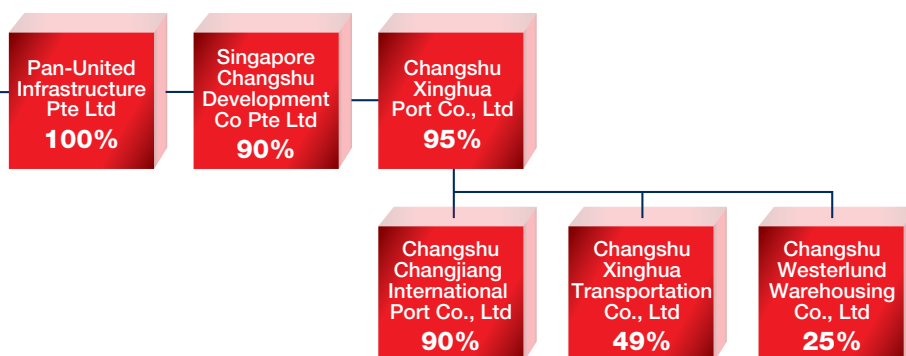 Pan-United
Infrastructure
Pte Ltd
100%
Singapore
Changshu
Development
Co Pte Ltd
90%
Changshu
Xinghua
Port Co., Ltd
95%
Changshu
Changjiang
International
Port Co., Ltd
90%
Changshu
Xinghua
Transportation
Co., Ltd
49%
Changshu
Westerlund
Warehousing
Co., Ltd
25%